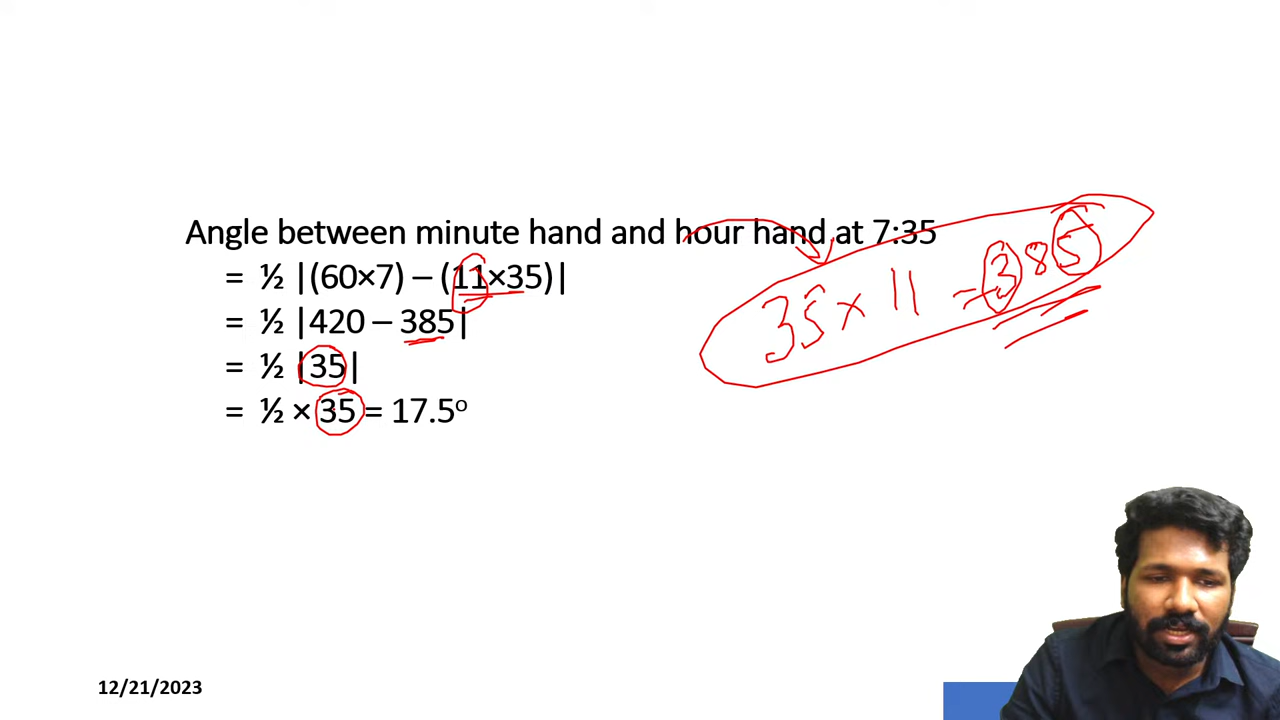 Angle between minute hand and hour hand at 7:35
= ½ |(60×7) – (11×35)|
= ½ |420 – 385|
= ½ |35|
= ½ × 35 = 17.5°
35 × 11 = 385
12/21/2023